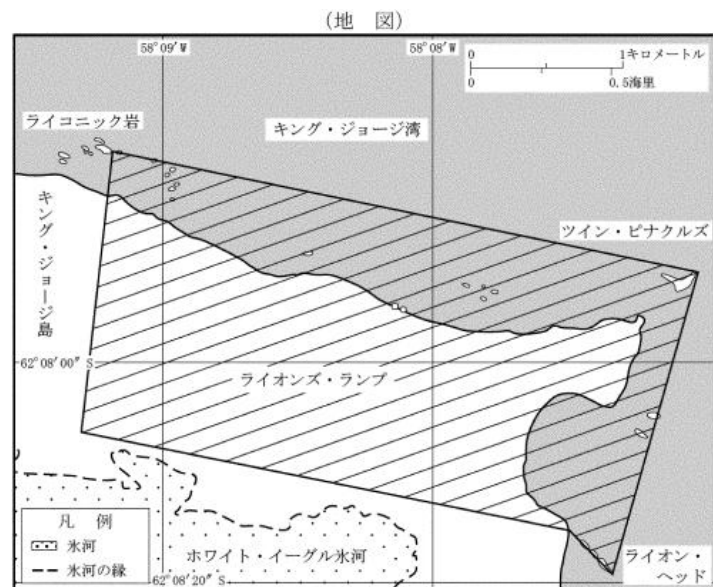 (地 図)
58°09′W
58°08′W
0
1キロメートル
0
0.5海里
ライコニック岩
キング・ジョージ湾
キング・ジョージ島
ツイン・ピナクルズ
62°08′00″S
ライオンズ・ランプ
凡 例
氷河
氷河の縁
ホワイト・イーグル氷河
62°08′20″S
ライオン・
ヘッド